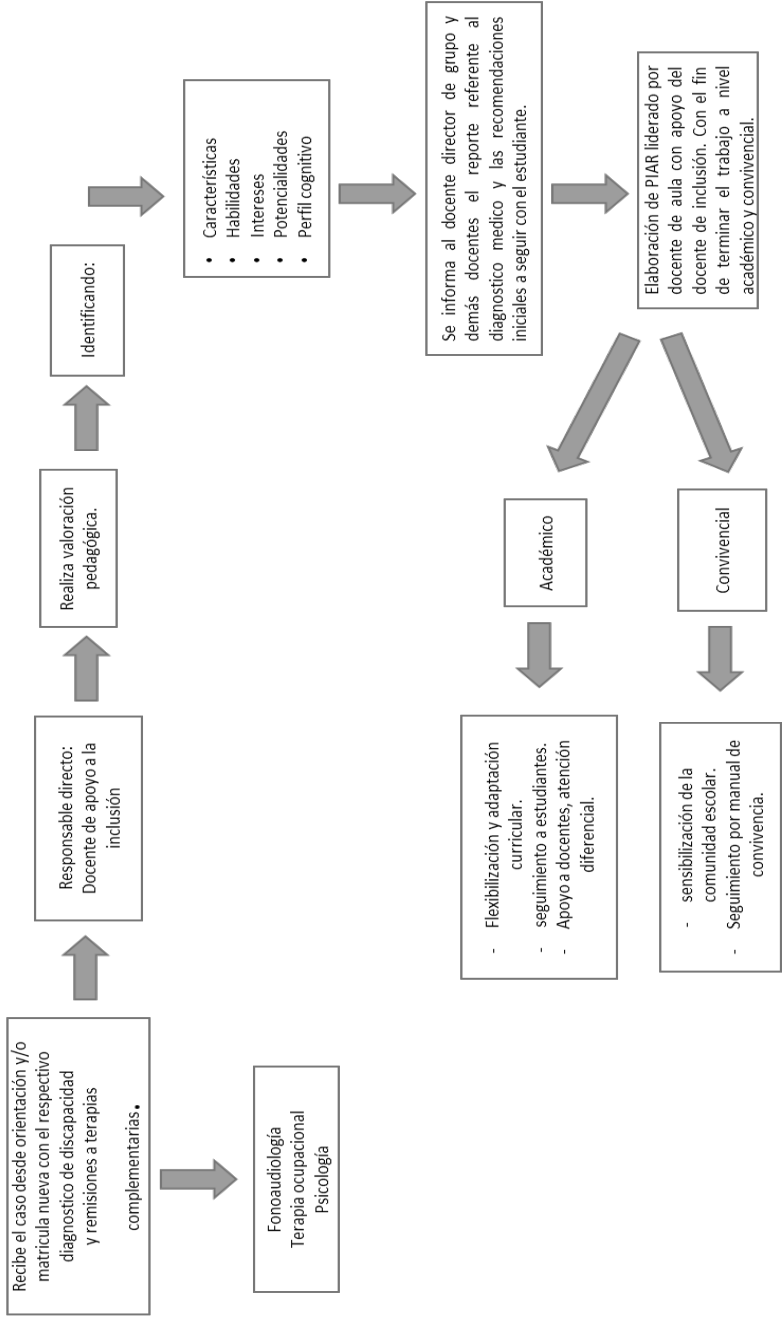 Recibe el caso desde orientación y/o
matricula nueva con el respectivo
diagnostico de discapacidad
y remisiones a terapias
complementarias.
Fonoaudiología
Terapia ocupacional
Psicología
Responsable directo:
Docente de apoyo a la
inclusión
Realiza valoración
pedagógica.
Identificando:
• Características
• Habilidades
• Intereses
• Potencialidades
• Perfil cognitivo
Se informa al docente director de grupo y
demás docentes el reporte referente al
diagnostico medico y las recomendaciones
iniciales a seguir con el estudiante.
Elaboración de PIAR liderado por
docente de aula con apoyo del
docente de inclusión. Con el fin
de terminar el trabajo a nivel
académico y convivencial.
Académico
- Flexibilización y adaptación
curricular.
- seguimiento a estudiantes.
- Apoyo a docentes, atención
diferencial.
Convivencial
- sensibilización de la
comunidad escolar.
- Seguimiento por manual de
convivencia.